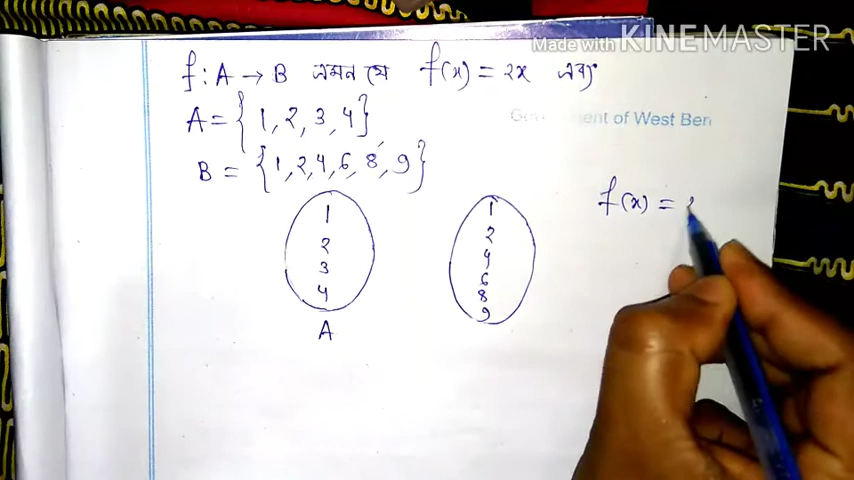 Made with KINEMASTER
f : A → B এমন যে f(x) = 2x এবং
A = {1, 2, 3, 4}
Government of West Ben
B = {1, 2, 4, 6, 8, 9}
f(x) =
1
2
3
4
A
1
2
4
6
8
9